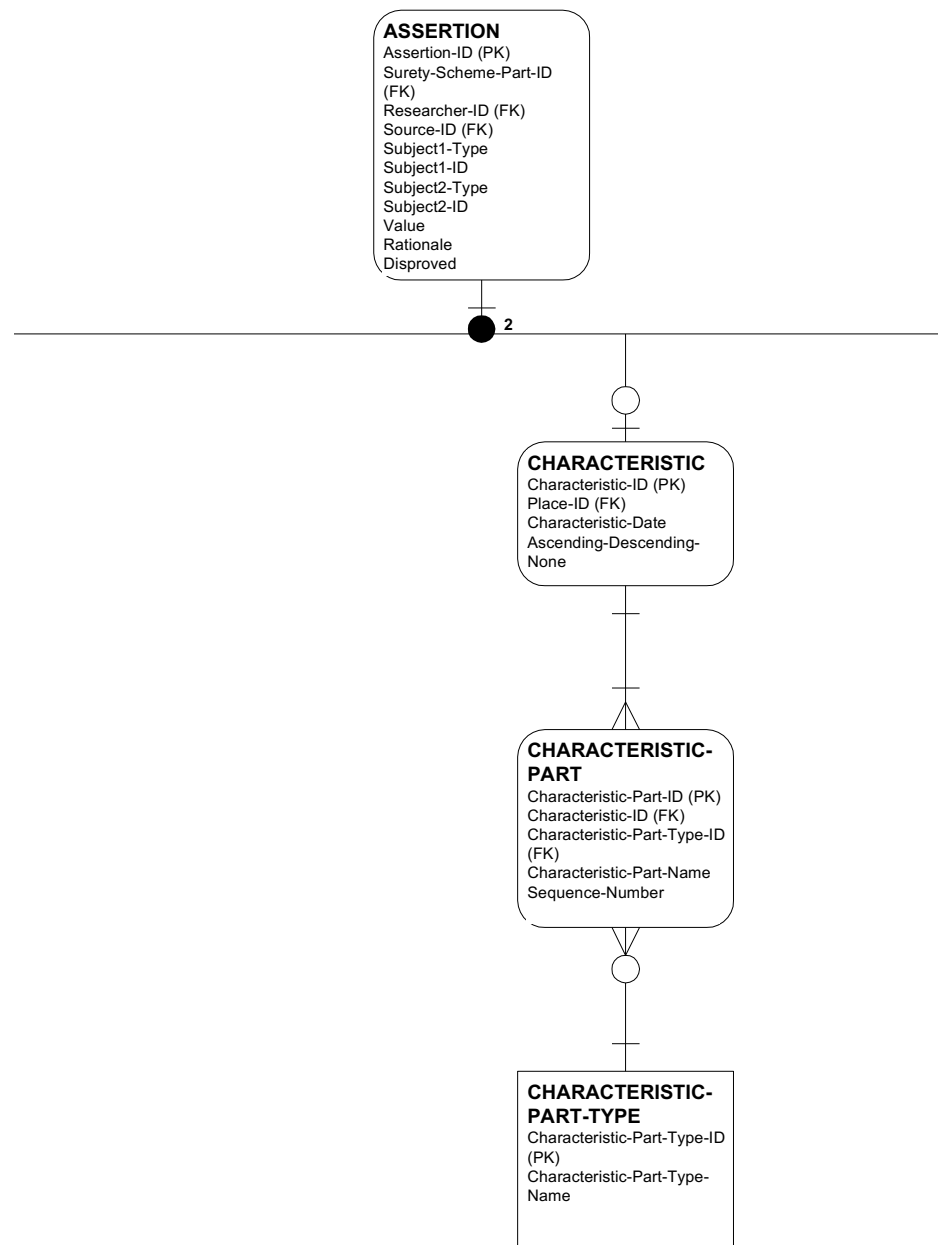 ASSERTION
Assertion-ID (PK)
Surety-Scheme-Part-ID
(FK)
Researcher-ID (FK)
Source-ID (FK)
Subject1-Type
Subject1-ID
Subject2-Type
Subject2-ID
Value
Rationale
Disproved
2
CHARACTERISTIC
Characteristic-ID (PK)
Place-ID (FK)
Characteristic-Date
Ascending-Descending-
None
CHARACTERISTIC-
PART
Characteristic-Part-ID (PK)
Characteristic-ID (FK)
Characteristic-Part-Type-ID
(FK)
Characteristic-Part-Name
Sequence-Number
CHARACTERISTIC-
PART-TYPE
Characteristic-Part-Type-ID
(PK)
Characteristic-Part-Type-
Name